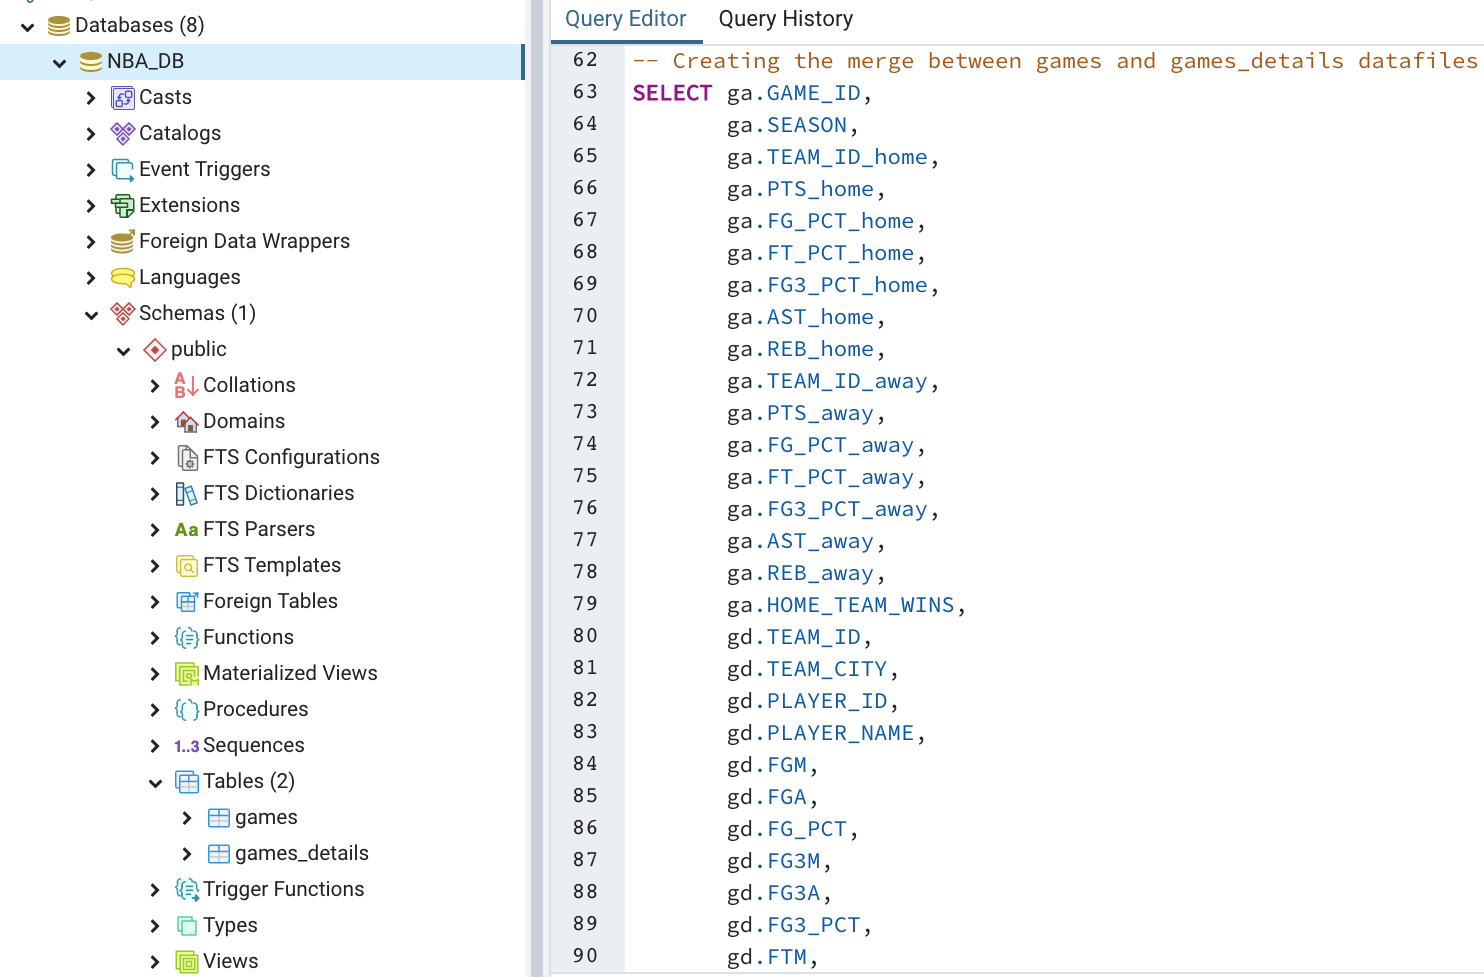 Databases (8)
NBA_DB
Casts
Catalogs
Event Triggers
Extensions
Foreign Data Wrappers
Languages
Schemas (1)
public
Collations
Domains
FTS Configurations
FTS Dictionaries
Aa FTS Parsers
FTS Templates
Foreign Tables
Functions
Materialized Views
Procedures
1..3 Sequences
Tables (2)
games
games_details
Trigger Functions
Types
Views
Query Editor Query History
62 -- Creating the merge between games and games_details datafiles
63 SELECT ga.GAME_ID,
64 ga.SEASON,
65 ga.TEAM_ID_home,
66 ga.PTS_home,
67 ga.FG_PCT_home,
68 ga.FT_PCT_home,
69 ga.FG3_PCT_home,
70 ga.AST_home,
71 ga.REB_home,
72 ga.TEAM_ID_away,
73 ga.PTS_away,
74 ga.FG_PCT_away,
75 ga.FT_PCT_away,
76 ga.FG3_PCT_away,
77 ga.AST_away,
78 ga.REB_away,
79 ga.HOME_TEAM_WINS,
80 gd.TEAM_ID,
81 gd.TEAM_CITY,
82 gd.PLAYER_ID,
83 gd.PLAYER_NAME,
84 gd.FGM,
85 gd.FGA,
86 gd.FG_PCT,
87 gd.FG3M,
88 gd.FG3A,
89 gd.FG3_PCT,
90 gd.FTM,